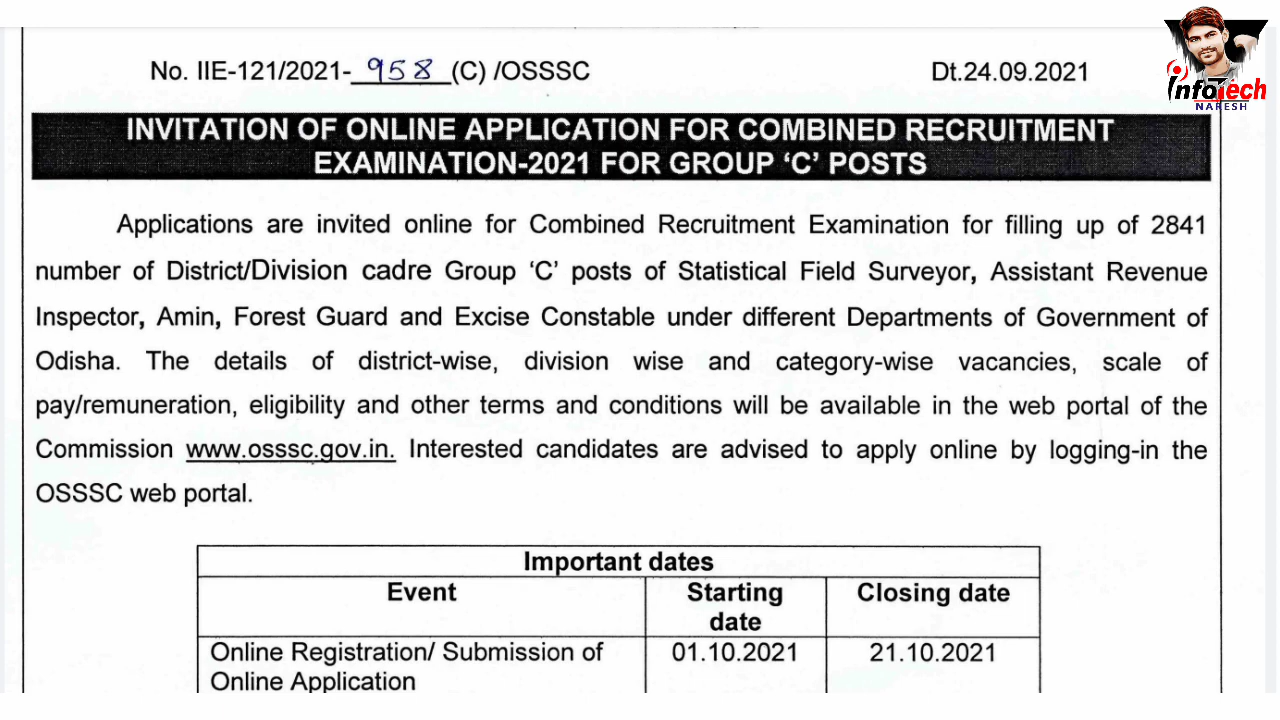 No. IIE-121/2021- 958 (C) /OSSSC
Dt.24.09.2021
ınfoTech
NARESH
INVITATION OF ONLINE APPLICATION FOR COMBINED RECRUITMENT
EXAMINATION-2021 FOR GROUP ‘C’ POSTS
Applications are invited online for Combined Recruitment Examination for filling up of 2841
number of District/Division cadre Group ‘C’ posts of Statistical Field Surveyor, Assistant Revenue
Inspector, Amin, Forest Guard and Excise Constable under different Departments of Government of
Odisha. The details of district-wise, division wise and category-wise vacancies, scale of
pay/remuneration, eligibility and other terms and conditions will be available in the web portal of the
Commission www.osssc.gov.in. Interested candidates are advised to apply online by logging-in the
OSSSC web portal.
Important dates
Event
Starting
date
Closing date
Online Registration/ Submission of
Online Application
01.10.2021
21.10.2021